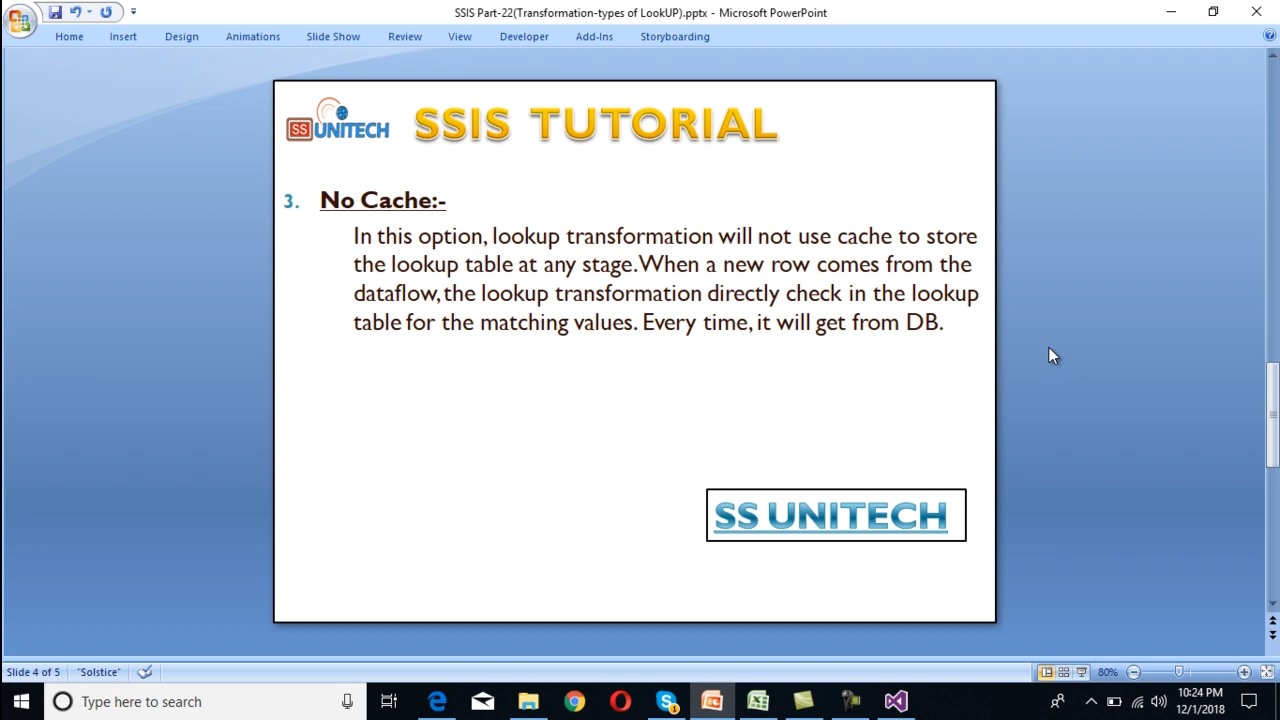 SSIS Part-22(Transformation-types of LookUP).pptx - Microsoft PowerPoint
Home Insert Design Animations Slide Show Review View Developer Add-Ins Storyboarding
SS UNITECH
SSIS TUTORIAL
3. No Cache:-
In this option, lookup transformation will not use cache to store
the lookup table at any stage. When a new row comes from the
dataflow, the lookup transformation directly check in the lookup
table for the matching values. Every time, it will get from DB.
SS UNITECH
Slide 4 of 5 "Solstice" 80%
Type here to search
1
10:24 PM
12/1/2018